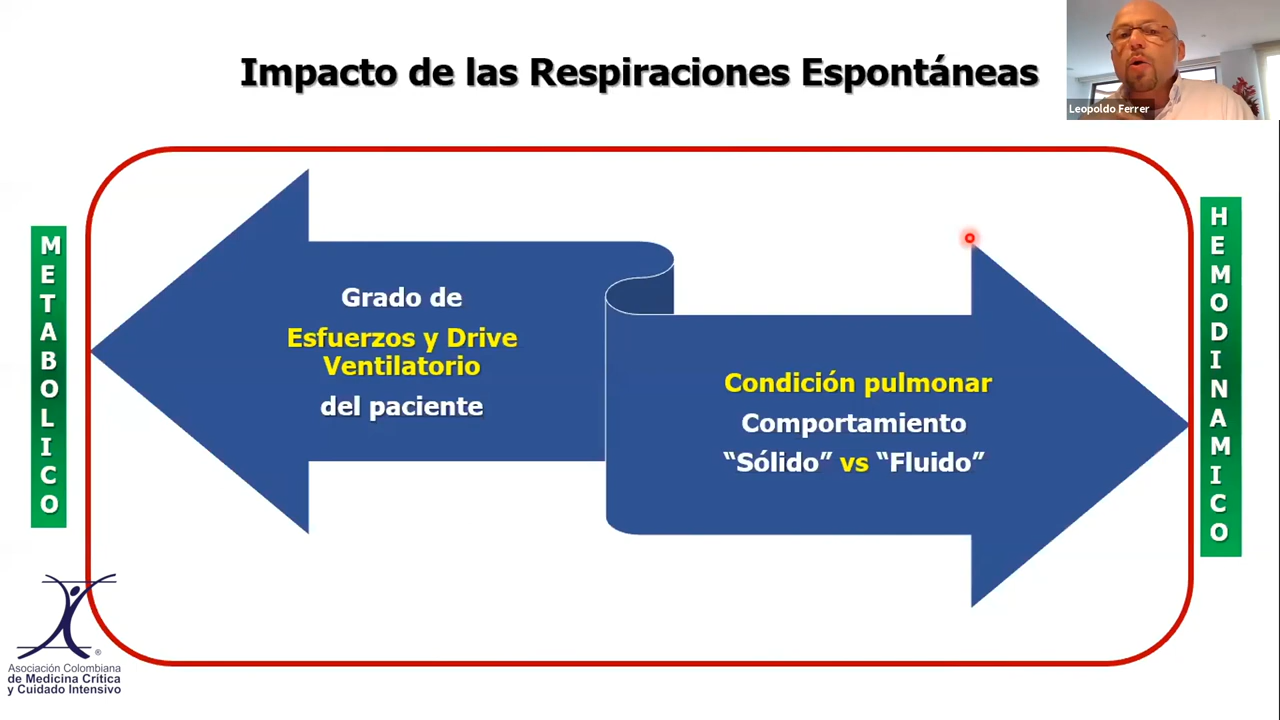 Impacto de las Respiraciones Espontáneas
Leopoldo Ferrer
METABOLICO
Grado de
Esfuerzos y Drive
Ventilatorio
del paciente
Condición pulmonar
Comportamiento
“Sólido” vs “Fluido”
HEMODINAMICO
®
Asociación Colombiana
de Medicina Crítica
y Cuidado Intensivo